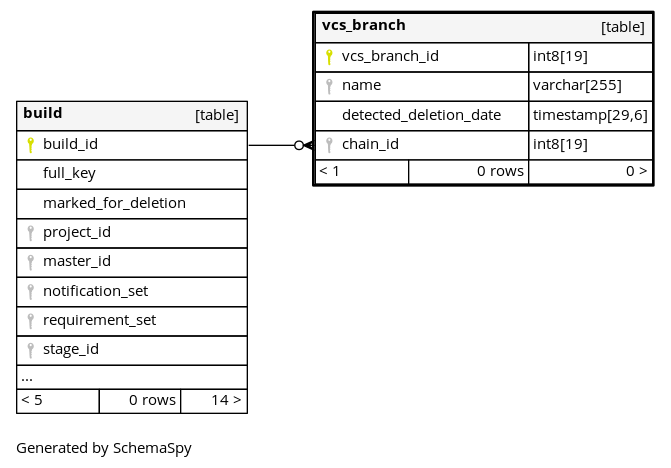 vcs_branch [table]
vcs_branch_id int8[19]
name varchar[255]
detected_deletion_date timestamp[29,6]
chain_id int8[19]
< 1 0 rows 0 >
build [table]
build_id
full_key
marked_for_deletion
project_id
master_id
notification_set
requirement_set
stage_id
...
< 5 0 rows 14 >
Generated by SchemaSpy